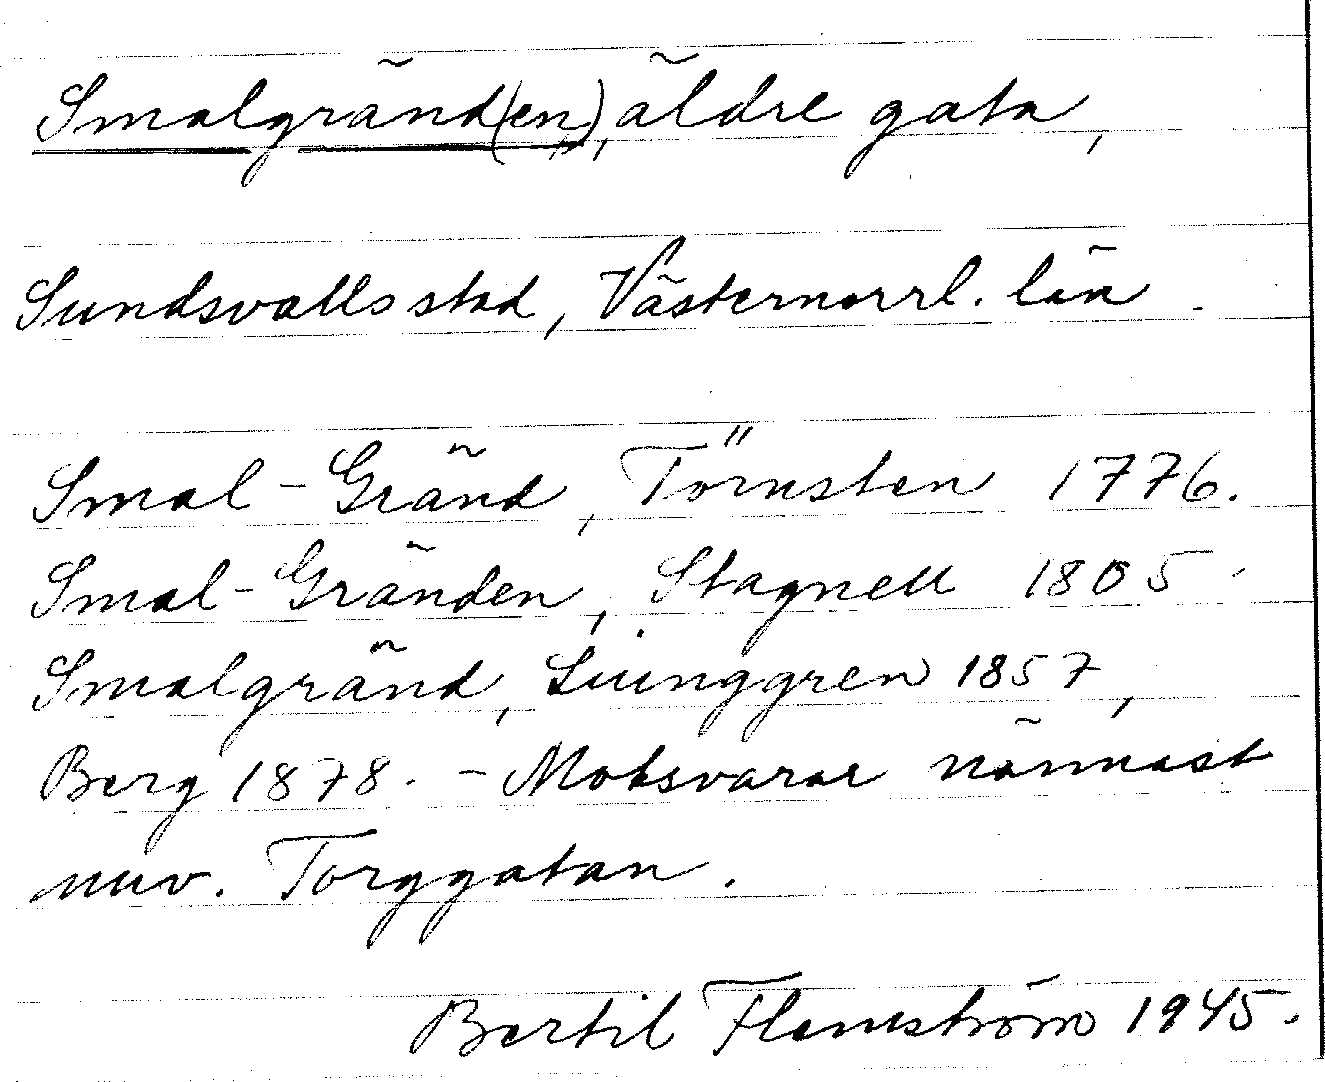 Smalgränd(en), äldre gata,
Sundsvalls stad, Västernorrl. län.
Smal-Gränd, Törnsten 1776.
Smal-Gränden, Stagnell 1805.
Smalgränd, Ljunggren 1857,
Berg 1878. - Motsvarar närmast
nuv. Torggatan.
Bertil Flemström 1945.